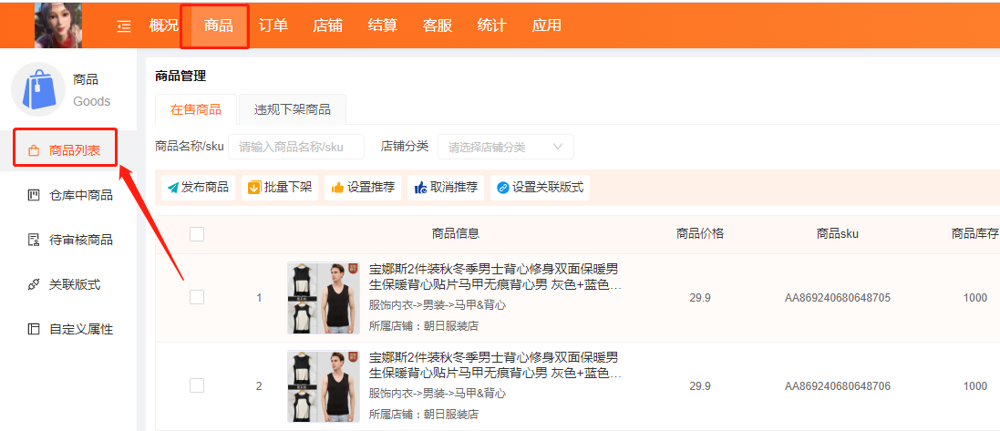 概况 商品 订单 店铺 结算 客服 统计 应用
商品
Goods
商品列表
仓库中商品
待审核商品
关联版式
自定义属性
商品管理
在售商品 违规下架商品
商品名称/sku 请输入商品名称/sku 店铺分类 请选择店铺分类
发布商品 批量下架 设置推荐 取消推荐 设置关联版式
商品信息 商品价格 商品sku 商品库存
1 宝娜斯2件装秋冬季男士背心修身双面保暖男
生保暖背心贴片马甲无痕背心男 灰色+蓝色…
服饰内衣->男装->马甲&背心
所属店铺：朝日服装店
29.9 AA869240680648705 1000
2 宝娜斯2件装秋冬季男士背心修身双面保暖男
生保暖背心贴片马甲无痕背心男 灰色+蓝色…
服饰内衣->男装->马甲&背心
所属店铺：朝日服装店
29.9 AA869240680648706 1000